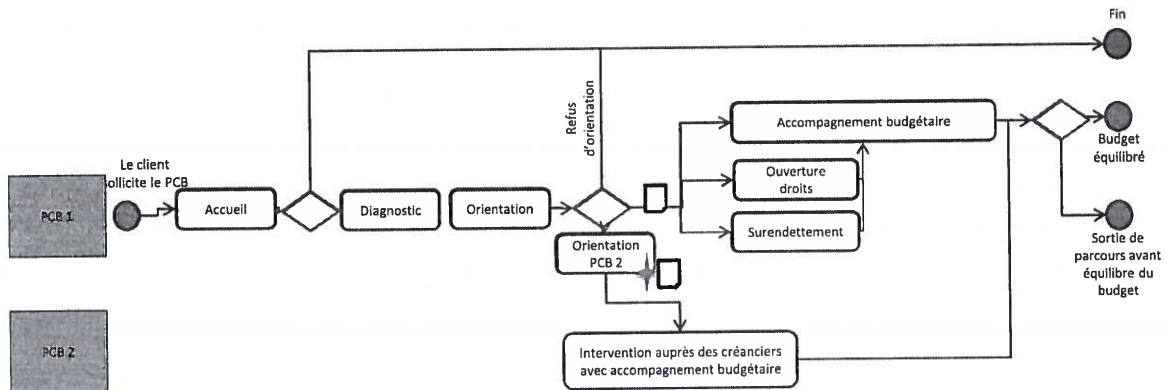 Fin
Refus
d'orientation
Accompagnement budgétaire
Budget
équilibré
Le client
ollicite le PCB
PCB 1
Accueil
Diagnostic
Orientation
Ouverture
droits
Surendettement
Sortie de
parcours avant
équilibre du
budget
Orientation
PCB 2
PCB 2
Intervention auprès des créanciers
avec accompagnement budgétaire